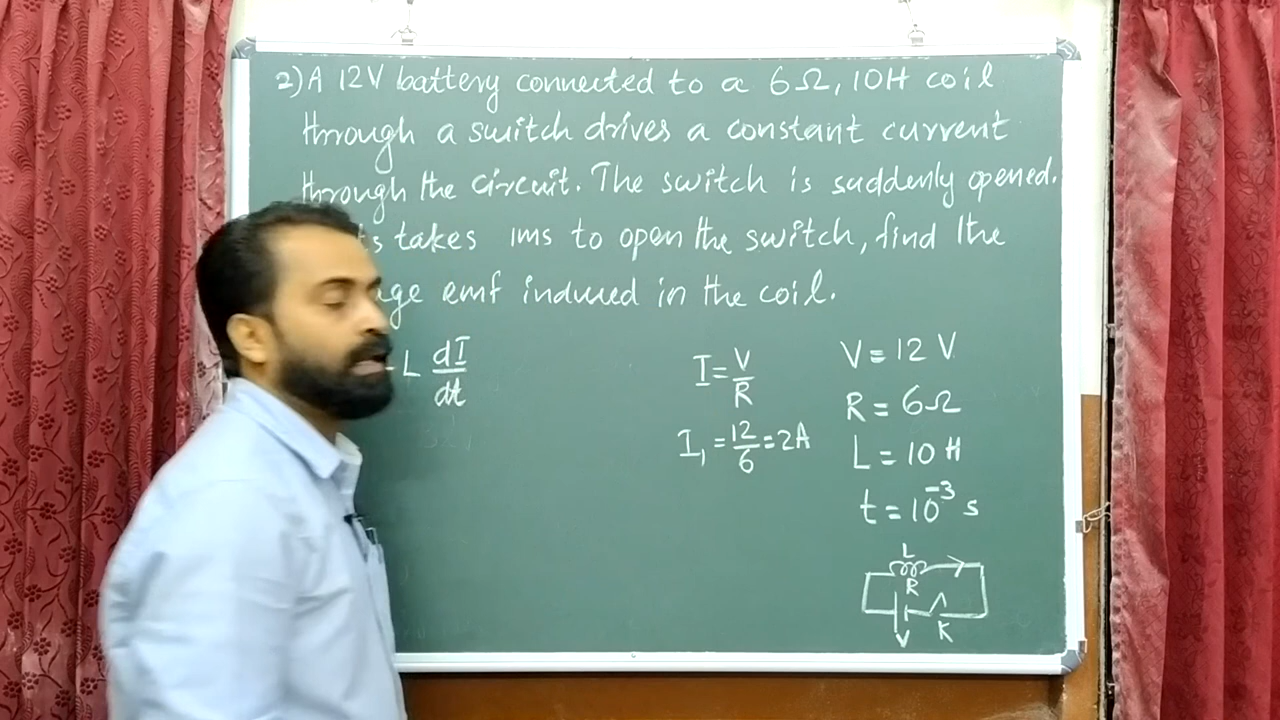 2) A 12V battery connected to a 6Ω, 10H coil
through a switch drives a constant current
through the circuit. The switch is suddenly opened.
takes 1ms to open the switch, find the
emf induced in the coil.
L dI/dt
I = V/R
I₁ = 12/6 = 2A
V = 12 V
R = 6Ω
L = 10 H
t = 10⁻³ s
L
R
V K